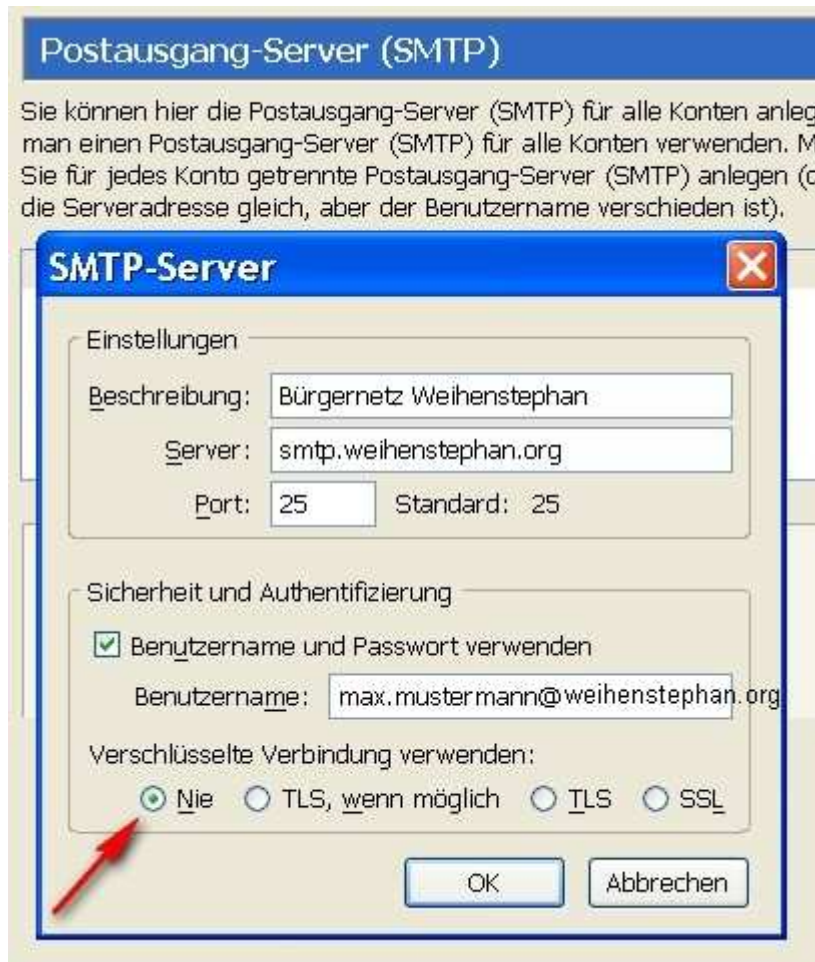 Postausgang-Server (SMTP)
Sie können hier die Postausgang-Server (SMTP) für alle Konten anleg
man einen Postausgang-Server (SMTP) für alle Konten verwenden. M
Sie für jedes Konto getrennte Postausgang-Server (SMTP) anlegen (d
die Serveradresse gleich, aber der Benutzername verschieden ist).
SMTP-Server
Einstellungen
Beschreibung: Bürgernetz Weihenstephan
Server: smtp.weihenstephan.org
Port: 25 Standard: 25
Sicherheit und Authentifizierung
Benutzername und Passwort verwenden
Benutzername: max.mustermann@weihenstephan.org
Verschlüsselte Verbindung verwenden:
Nie TLS, wenn möglich TLS SSL
OK Abbrechen